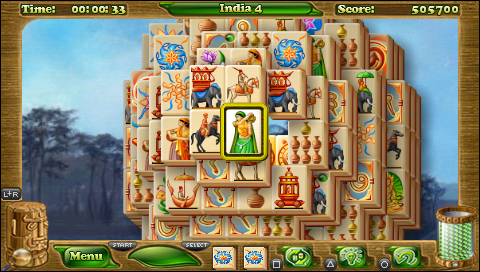 Time: 00:00:33
India 4
Score: 505700
L+R
START
SELECT
Menu